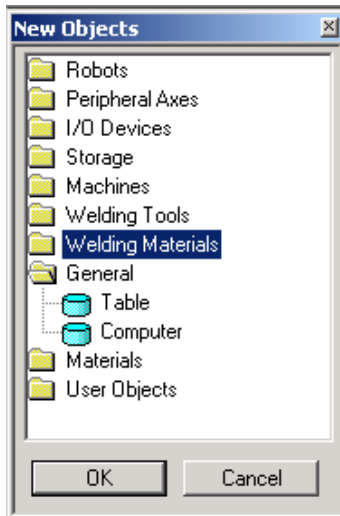 New Objects
Robots
Peripheral Axes
I/O Devices
Storage
Machines
Welding Tools
Welding Materials
General
Table
Computer
Materials
User Objects
OK Cancel